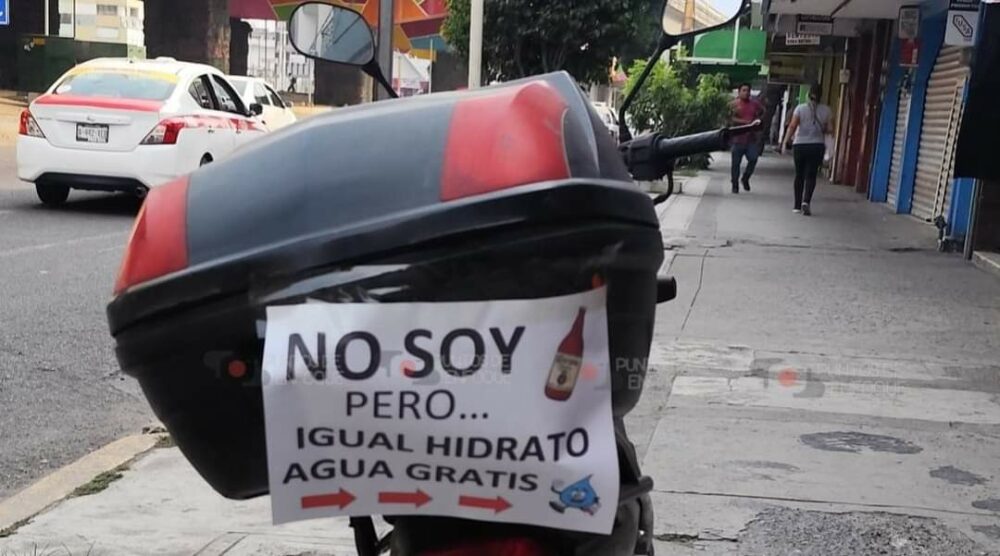 NO SOY
PERO...
IGUAL HIDRATO
AGUA GRATIS